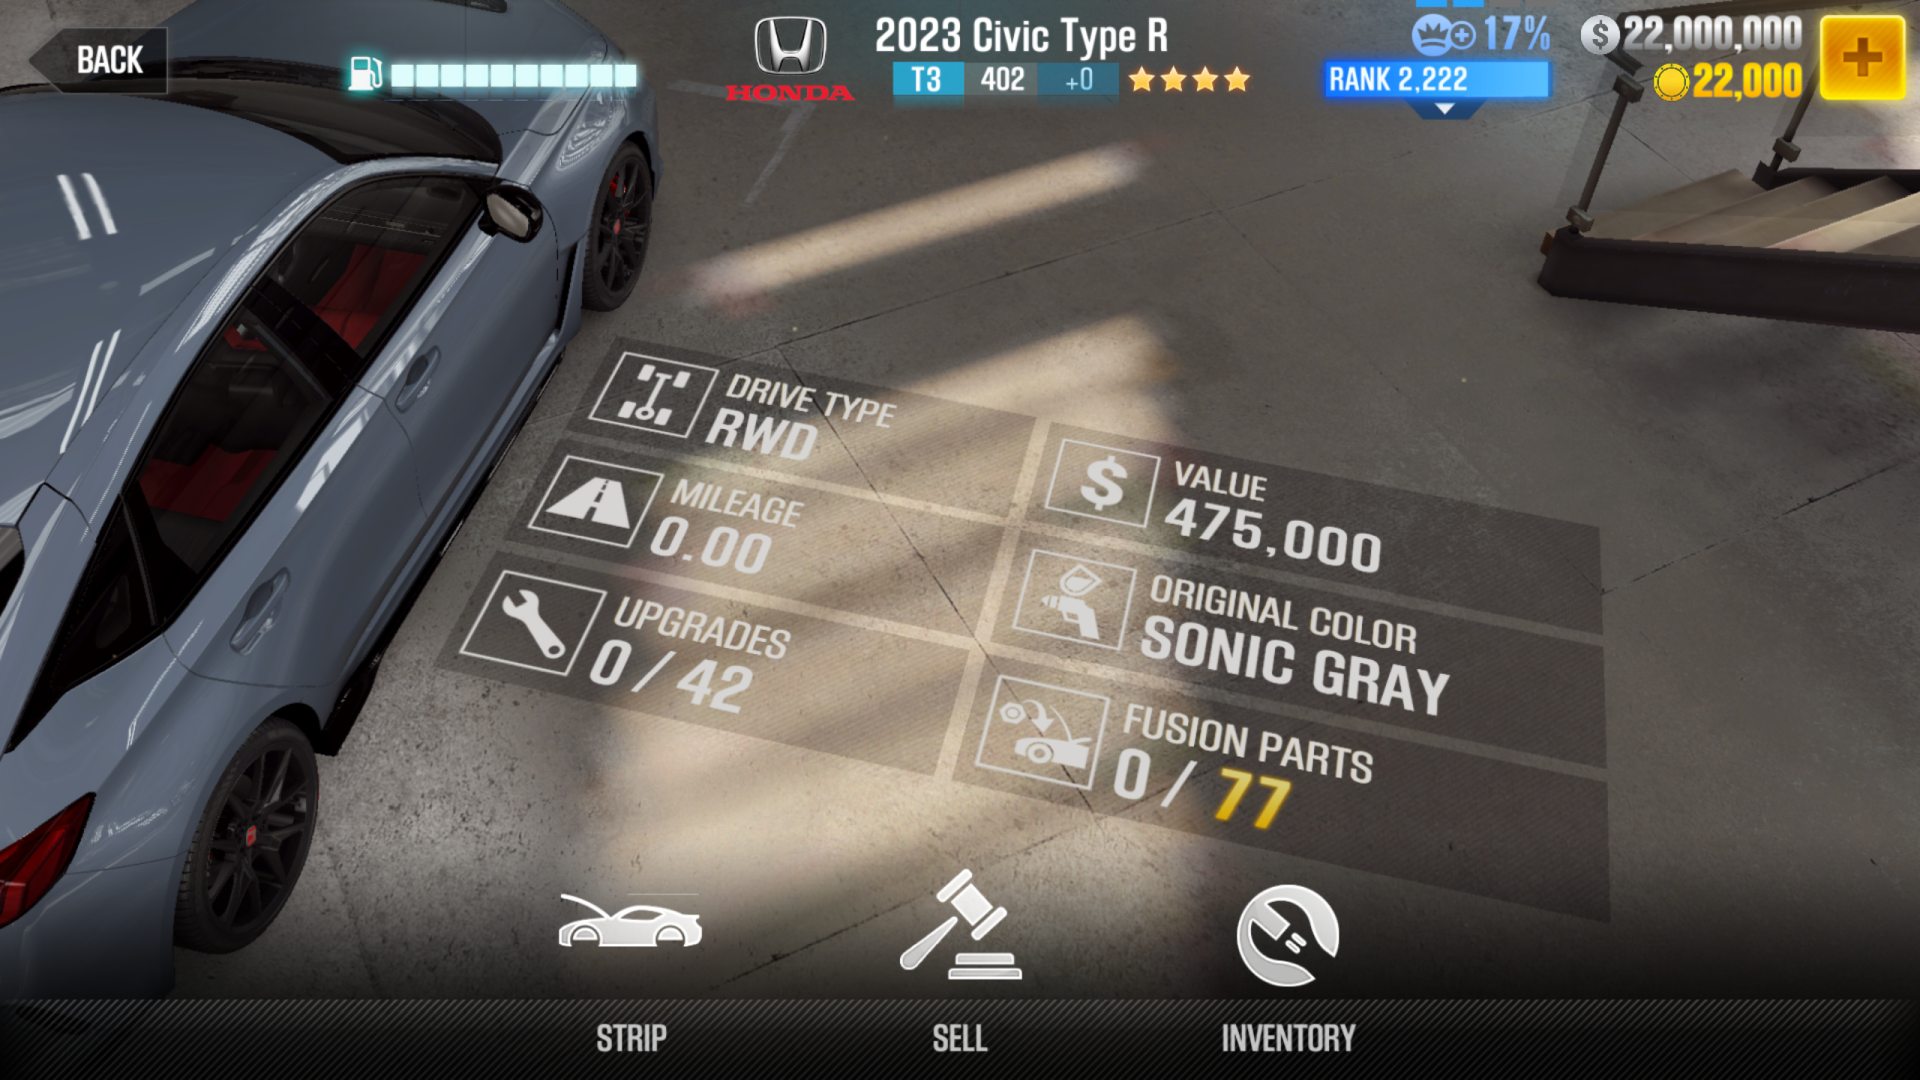 BACK
HONDA
2023 Civic Type R
T3 402 +0
17%
RANK 2,222
22,000,000
22,000
DRIVE TYPE
RWD
MILEAGE
0.00
UPGRADES
0 / 42
VALUE
475,000
ORIGINAL COLOR
SONIC GRAY
FUSION PARTS
0 / 77
STRIP
SELL
INVENTORY